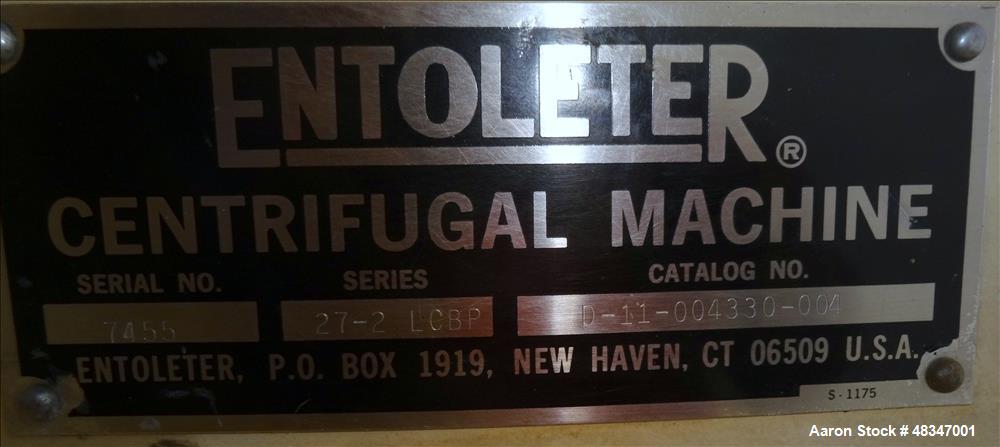 ENTOLETER®
CENTRIFUGAL MACHINE
SERIAL NO. SERIES CATALOG NO.
7455 27-2 LCBP D-11-004330-004
ENTOLETER, P.O. BOX 1919, NEW HAVEN, CT 06509 U.S.A.
S-1175
Aaron Stock # 48347001